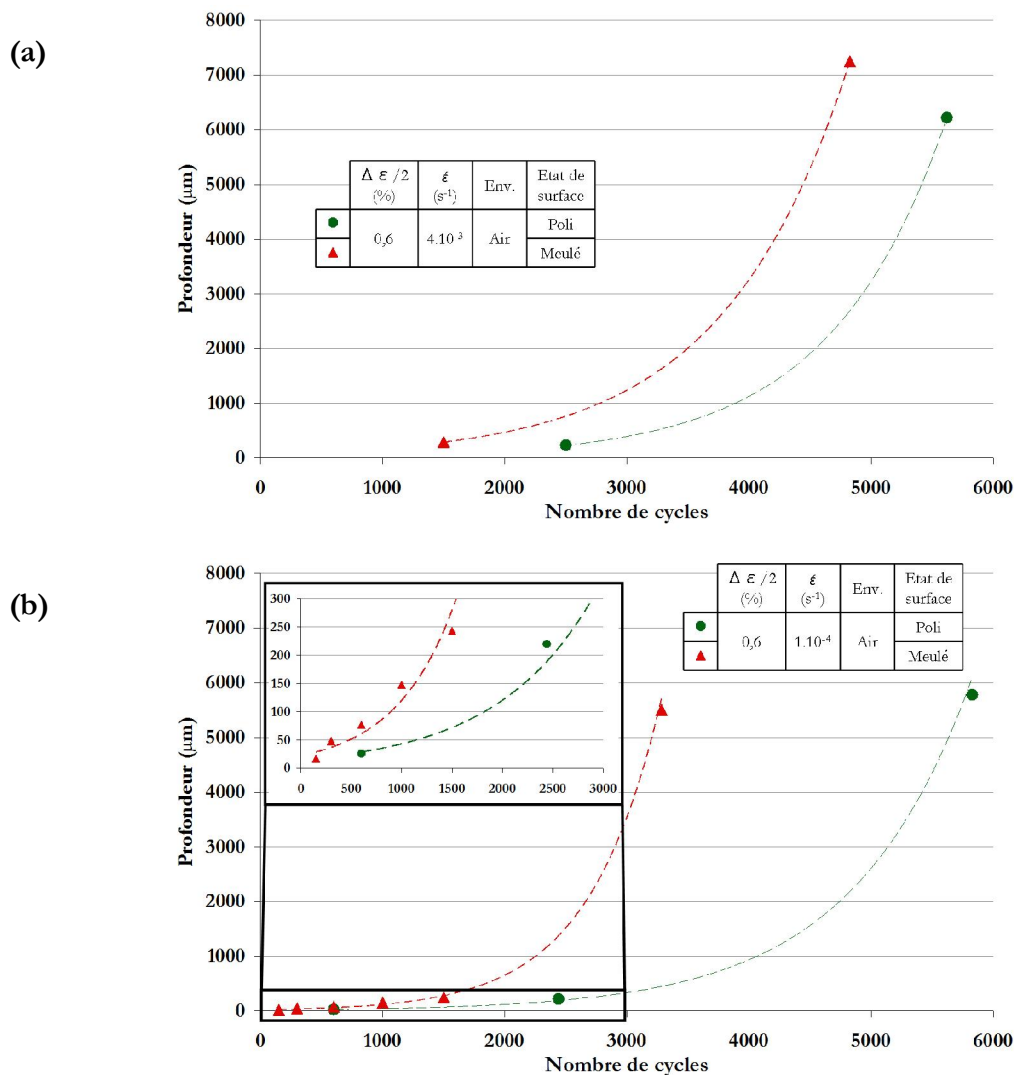 (a)
Profondeur (µm)
8000
7000
6000
5000
4000
3000
2000
1000
0
Δ ε /2
(%)
έ
(s⁻¹)
Env.
Etat de
surface
0,6
4.10⁻³
Air
Poli
Meulé
0
1000
2000
3000
4000
5000
6000
Nombre de cycles
(b)
Profondeur (µm)
8000
7000
6000
5000
4000
3000
2000
1000
0
300
250
200
150
100
50
0
0
500
1000
1500
2000
2500
3000
Δ ε /2
(%)
έ
(s⁻¹)
Env.
Etat de
surface
0,6
1.10⁻⁴
Air
Poli
Meulé
0
1000
2000
3000
4000
5000
6000
Nombre de cycles